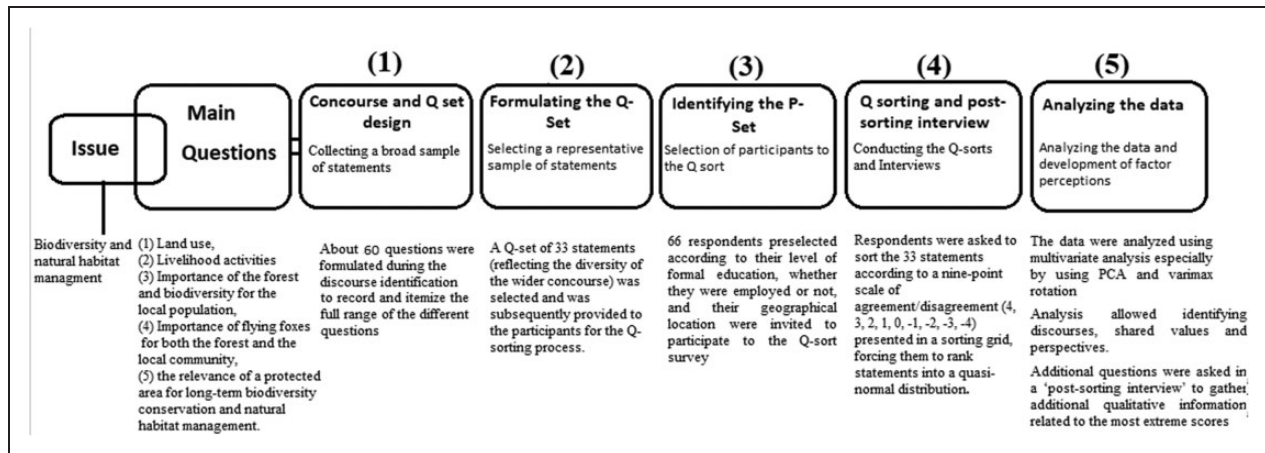 (1)
(2)
(3)
(4)
(5)
Issue
Main
Questions
Concourse and Q set
design
Collecting a broad sample
of statements
Formulating the Q-
Set
Selecting a representative
sample of statements
Identifying the P-
Set
Selection of participants to
the Q sort
Q sorting and post-
sorting interview
Conducting the Q-sorts
and Interviews
Analyzing the data
Analyzing the data and
development of factor
perceptions
Biodiversity and
natural habitat
managment
(1) Land use,
(2) Livelihood activities
(3) Importance of the forest
and biodiversity for the
local population,
(4) Importance of flying foxes
for both the forest and the
local community,
(5) the relevance of a protected
area for long-term biodiversity
conservation and natural
habitat management.
About 60 questions were
formulated during the
discourse identification
to record and itemize the
full range of the different
questions
A Q-set of 33 statements
(reflecting the diversity of
the wider concourse) was
selected and was
subsequently provided to
the participants for the Q-
sorting process.
66 respondents preselected
according to their level of
formal education, whether
they were employed or not,
and their geographical
location were invited to
participate to the Q-sort
survey
Respondents were asked to
sort the 33 statements
according to a nine-point
scale of
agreement/disagreement (4,
3, 2, 1, 0, -1, -2, -3, -4)
presented in a sorting grid,
forcing them to rank
statements into a quasi-
normal distribution.
The data were analyzed using
multivariate analysis especially
by using PCA and varimax
rotation
Analysis allowed identifying
discourses, shared values and
perspectives.
Additional questions were asked in
a ‘post-sorting interview’ to gather
additional qualitative information
related to the most extreme scores